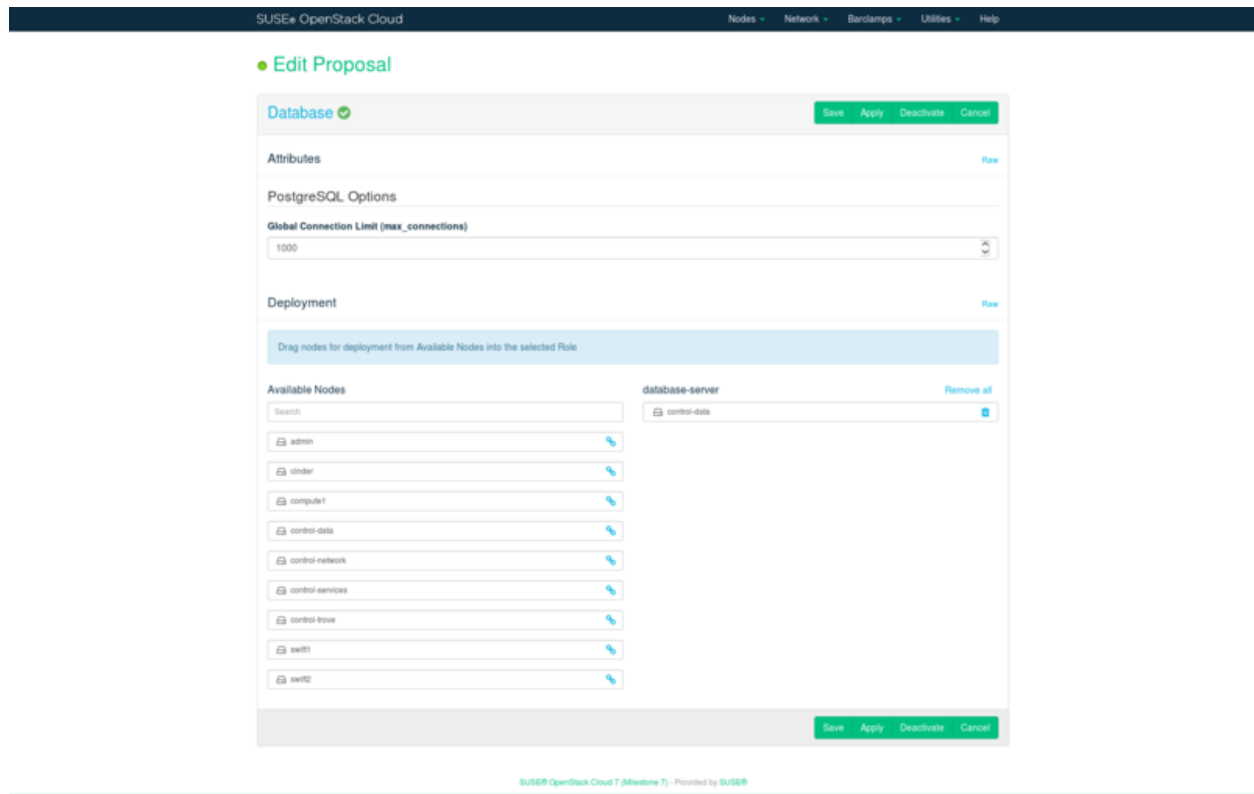 SUSE® OpenStack Cloud
Nodes Network Barclamps Utilities Help
Edit Proposal
Database
Save Apply Deactivate Cancel
Attributes
Raw
PostgreSQL Options
Global Connection Limit (max_connections)
1000
Deployment
Raw
Drag nodes for deployment from Available Nodes into the selected Role
Available Nodes
database-server
Remove all
Search
control-data
admin
cinder
compute1
control-data
control-network
control-services
control-trove
swift1
swift2
Save Apply Deactivate Cancel
SUSE® OpenStack Cloud 7 (Milestone 7) - Provided by SUSE®